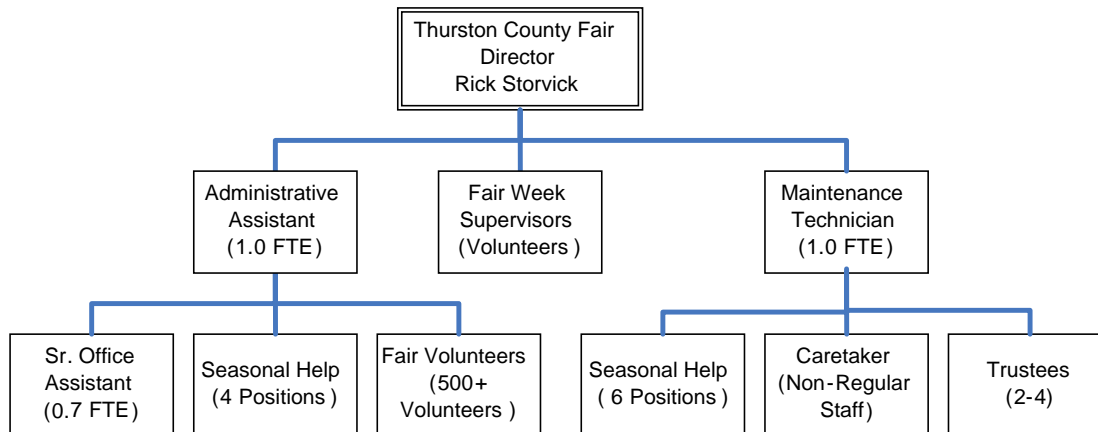 Thurston County Fair
Director
Rick Storvick
Administrative
Assistant
(1.0 FTE)
Fair Week
Supervisors
(Volunteers )
Maintenance
Technician
(1.0 FTE)
Sr. Office
Assistant
(0.7 FTE)
Seasonal Help
(4 Positions )
Fair Volunteers
(500+
Volunteers )
Seasonal Help
( 6 Positions )
Caretaker
(Non-Regular
Staff)
Trustees
(2-4)